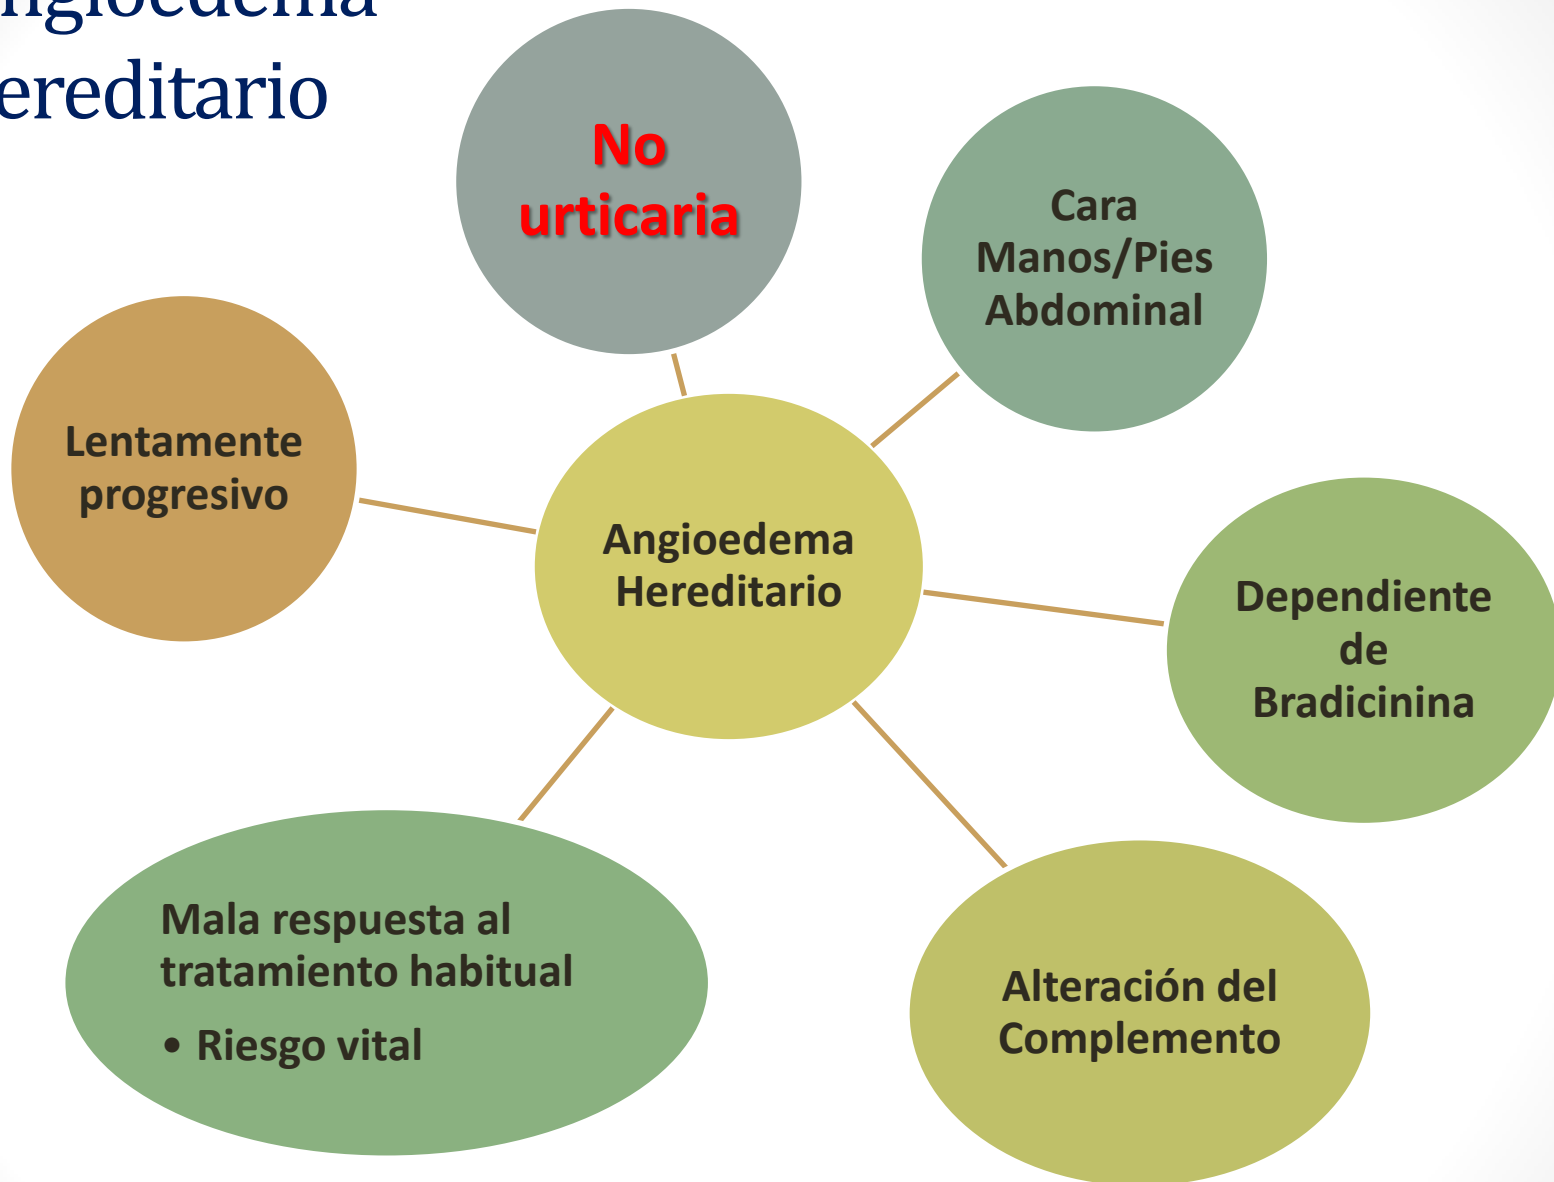 ngioedema
ereditario
No
urticaria
Cara
Manos/Pies
Abdominal
Lentamente
progresivo
Angioedema
Hereditario
Dependiente
de
Bradicinina
Mala respuesta al
tratamiento habitual
• Riesgo vital
Alteración del
Complemento